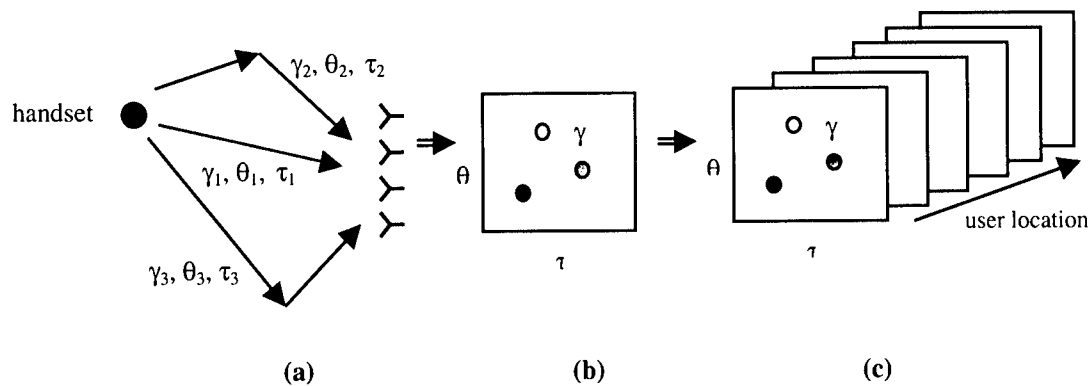 γ2, θ2, τ2
handset
γ1, θ1, τ1
γ3, θ3, τ3
γ
θ
τ
γ
θ
τ
user location
(a)
(b)
(c)